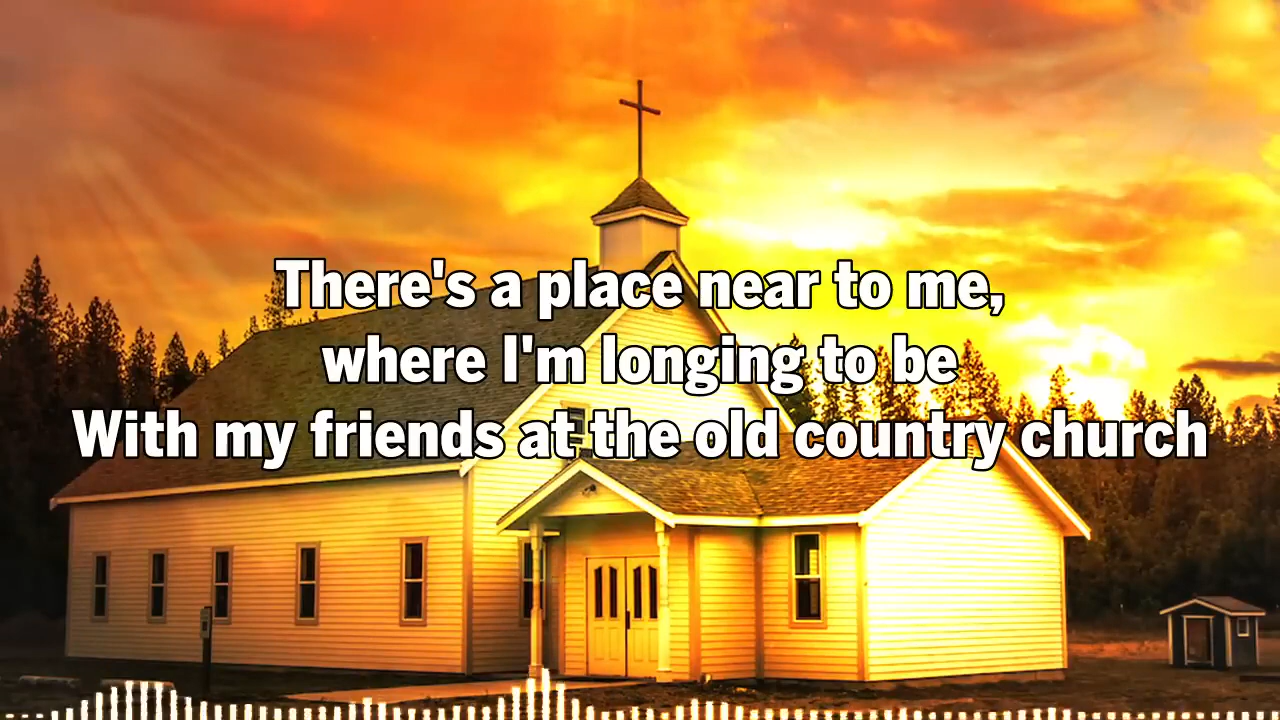 There's a place near to me,
where I'm longing to be
With my friends at the old country church